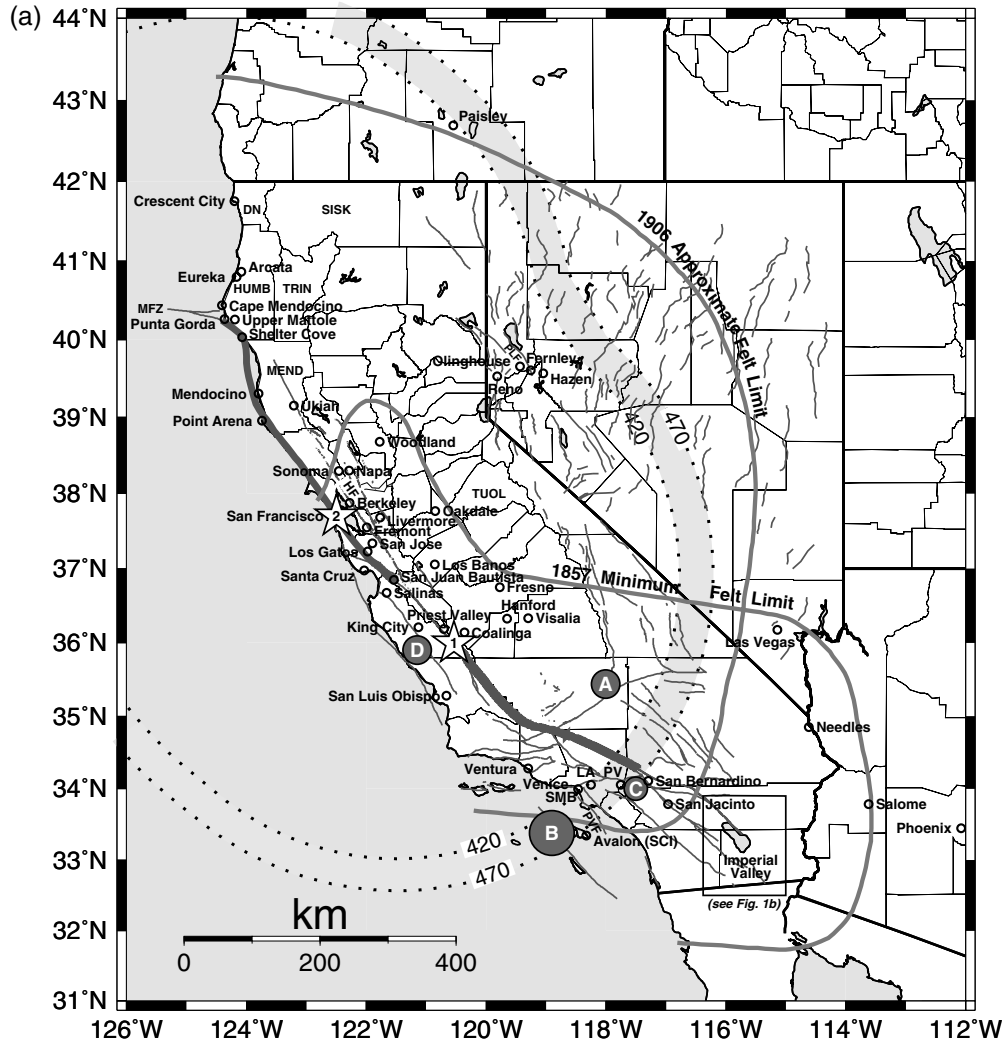 (a)
44°N
43°N
42°N
41°N
40°N
39°N
38°N
37°N
36°N
35°N
34°N
33°N
32°N
31°N
126°W
124°W
122°W
120°W
118°W
116°W
114°W
112°W
Paisley
Crescent City
DN
SISK
1906 Approximate Felt Limit
Arcata
Eureka
HUMB
TRIN
MFZ
Cape Mendocino
Punta Gorda
Upper Mattole
Shelter Cove
PLF
Olinghouse
Fernley
Hazen
Reno
MEND
Mendocino
Ukiah
Point Arena
420
470
Woodland
Sonoma
Napa
HF
TUOL
Berkeley
Oakdale
San Francisco
2
Livermore
Fremont
San Jose
Los Gatos
Los Banos
1857 Minimum Felt Limit
Santa Cruz
San Juan Bautista
Fresno
Salinas
Hanford
Priest Valley
Visalia
King City
Coalinga
Las Vegas
D
1
A
San Luis Obispo
Needles
Ventura
LA
PV
San Bernardino
Venice
C
SMB
San Jacinto
Salome
PVF
Phoenix
B
Avalon (SCI)
420
470
Imperial
Valley
(see Fig. 1b)
km
0
200
400